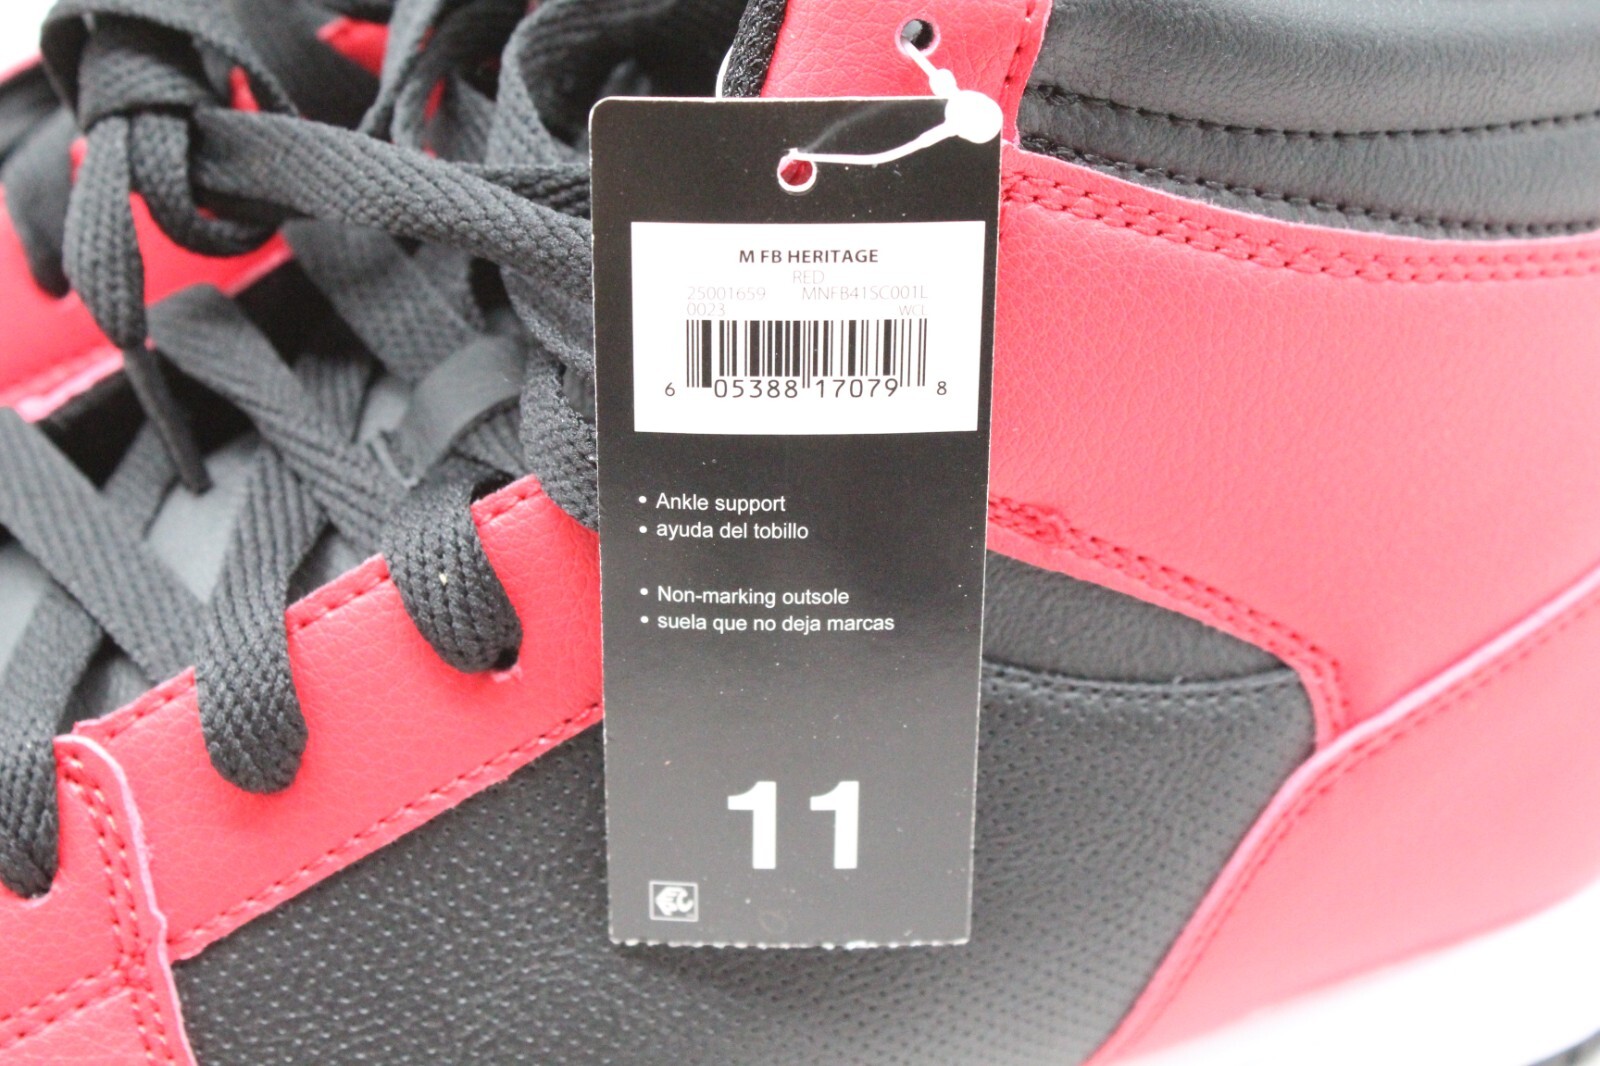 M FB HERITAGE
RED
25001659 MNFB41SC001L
0023 WCL
6 05388 17079 8
• Ankle support
• ayuda del tobillo
• Non-marking outsole
• suela que no deja marcas
11